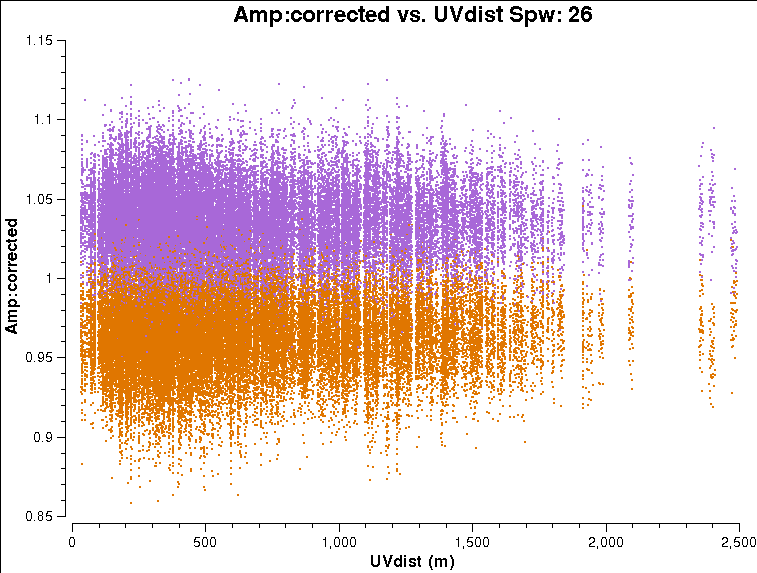 Amp:corrected vs. UVdist Spw: 26
1.15
1.1
1.05
1
0.95
0.9
0.85
Amp:corrected
0 500 1,000 1,500 2,000 2,500
UVdist (m)